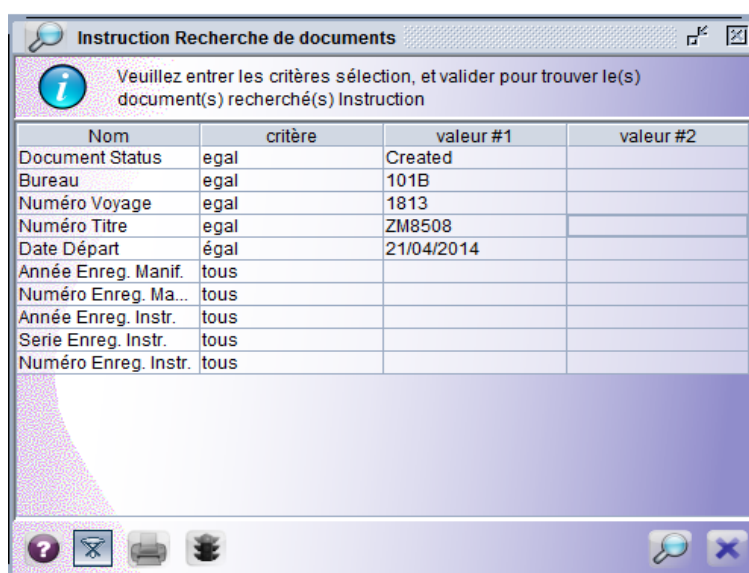 Instruction Recherche de documents
Veuillez entrer les critères sélection, et valider pour trouver le(s)
document(s) recherché(s) Instruction
Nom critère valeur #1 valeur #2
Document Status egal Created
Bureau egal 101B
Numéro Voyage egal 1813
Numéro Titre egal ZM8508
Date Départ égal 21/04/2014
Année Enreg. Manif. tous
Numéro Enreg. Ma... tous
Année Enreg. Instr. tous
Serie Enreg. Instr. tous
Numéro Enreg. Instr. tous